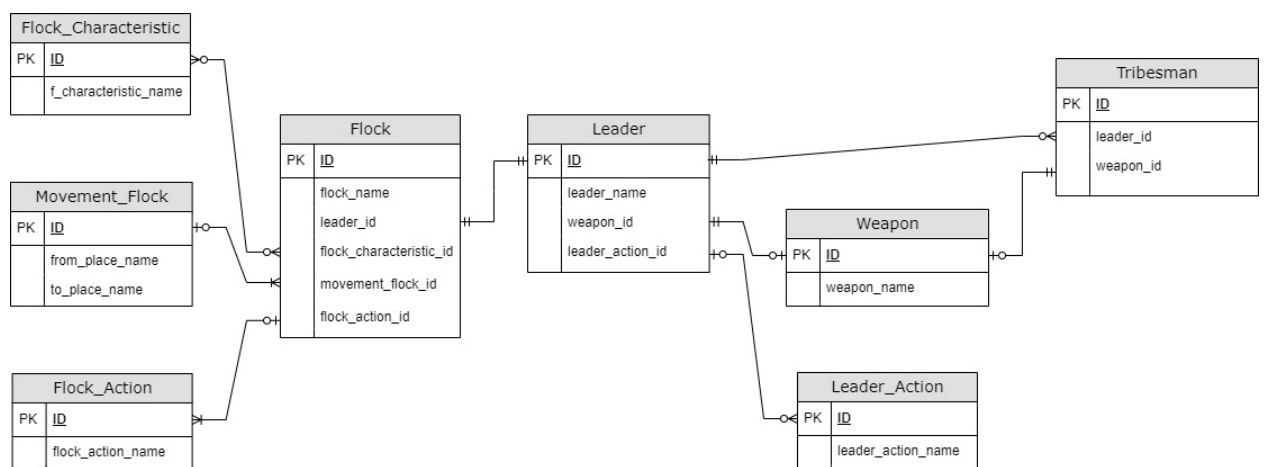 Flock_Characteristic
PK ID
f_characteristic_name
Movement_Flock
PK ID
from_place_name
to_place_name
Flock_Action
PK ID
flock_action_name
Flock
PK ID
flock_name
leader_id
flock_characteristic_id
movement_flock_id
flock_action_id
Leader
PK ID
leader_name
weapon_id
leader_action_id
Weapon
PK ID
weapon_name
Leader_Action
PK ID
leader_action_name
Tribesman
PK ID
leader_id
weapon_id